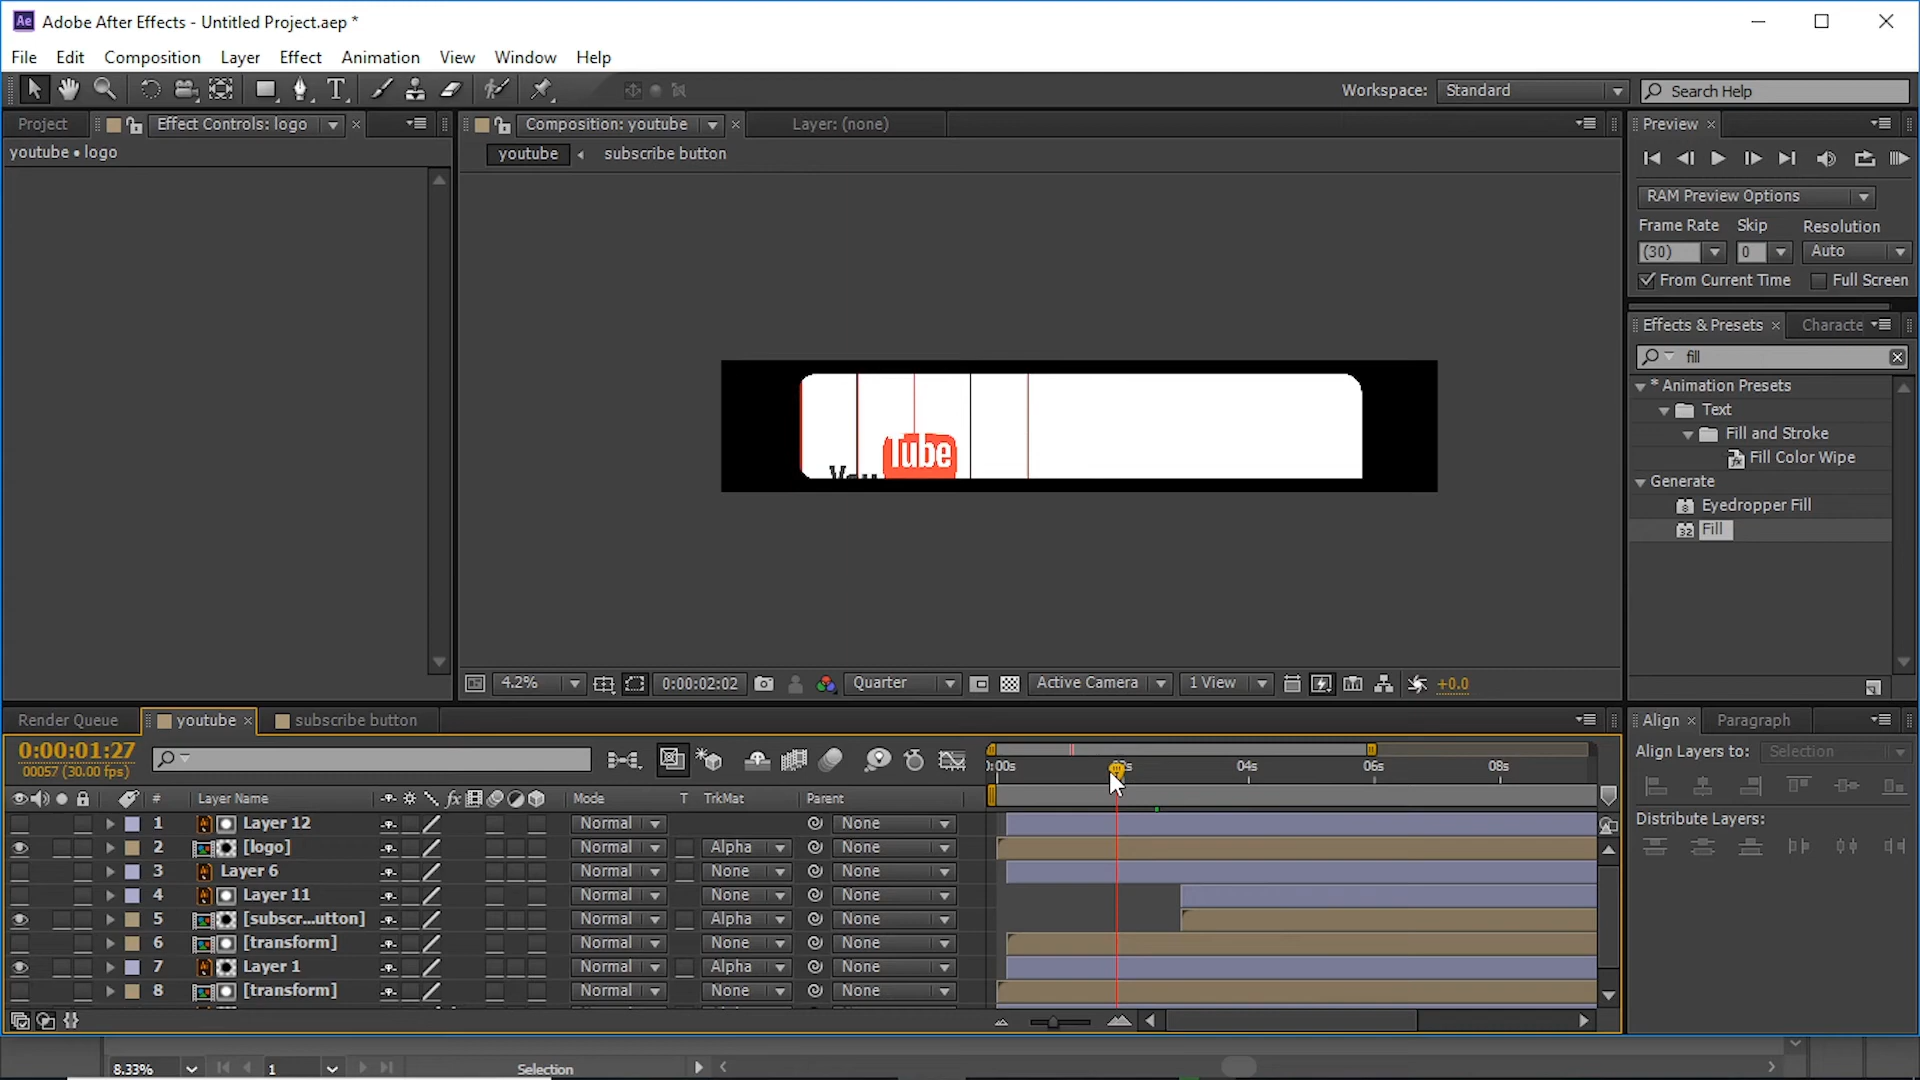 Ae Adobe After Effects - Untitled Project.aep *
File Edit Composition Layer Effect Animation View Window Help
T
Workspace: Standard
Search Help
Project
Effect Controls: logo
Composition: youtube
Layer: (none)
Preview
youtube • logo
youtube
subscribe button
RAM Preview Options
Frame Rate Skip Resolution
(30) 0 Auto
From Current Time Full Screen
Effects & Presets
Characte
fill
* Animation Presets
Text
Fill and Stroke
Fill Color Wipe
Generate
Eyedropper Fill
32 Fill
You
Tube
4.2%
0:00:02:02
Quarter
Active Camera
1 View
+0.0
Render Queue
youtube
subscribe button
Align
Paragraph
0:00:01:27
00057 (30.00 fps)
Align Layers to: Selection
Distribute Layers:
04s 06s 08s
# Layer Name fx Mode T TrkMat Parent
1 Layer 12 Normal None
2 [logo] Normal Alpha None
3 Layer 6 Normal None None
4 Layer 11 Normal None None
5 [subscr...utton] Normal Alpha None
6 [transform] Normal None None
7 Layer 1 Normal Alpha None
8 [transform] Normal None None
8.33%
1
Selection